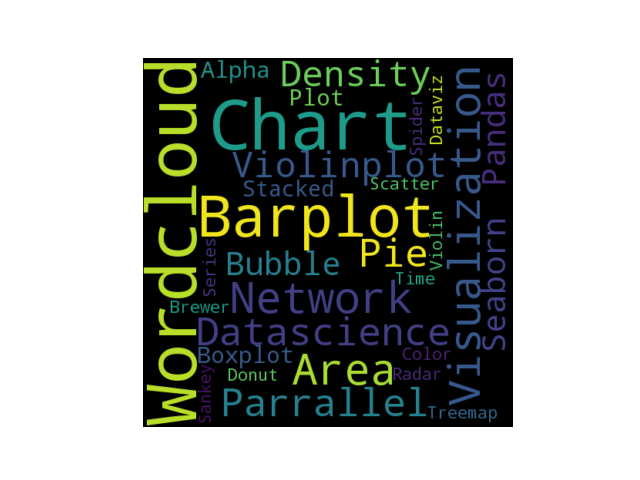 Wordcloud
Alpha
Density
Plot
Chart
Spider
Dataviz
Visualization
Pandas
Violinplot
Stacked
Scatter
Barplot
Pie
Violin
Seaborn
Series
Bubble
Time
Brewer
Network
Datascience
Boxplot
Color
Donut
Area
Radar
Sankey
Parrallel
Treemap